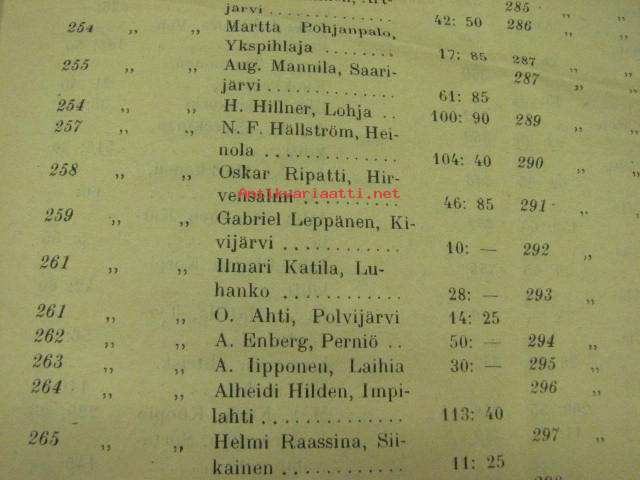 järvi ............... 285
254 „ „ Martta Pohjanpalo, 42: 50 286 „ „
Ykspihlaja ......... 17: 85 287
255 „ „ Aug. Mannila, Saari- 287 „ „
järvi ............... 61: 85
254 „ „ H. Hillner, Lohja .. 100: 90 289 „ „
257 „ „ N. F. Hällström, Hei-
nola .............. 104: 40 290 „ „
258 „ „ Oskar Ripatti, Hir-
Antikvariaatti.net
vensalmi .......... 46: 85 291 „ „
259 „ „ Gabriel Leppänen, Ki-
vijärvi ............ 10: — 292 „
261 „ „ Ilmari Katila, Lu-
hanko ............ 28: — 293 „
261 „ „ O. Ahti, Polvijärvi 14: 25
262 „ „ A. Enberg, Perniö .. 50: — 294 „
263 „ „ A. Iipponen, Laihia 30: — 295 „
264 „ „ Alheidi Hilden, Impi- 296 „
lahti .............. 113: 40
265 „ „ Helmi Raassina, Sii- 297 „
kainen ............ 11: 25